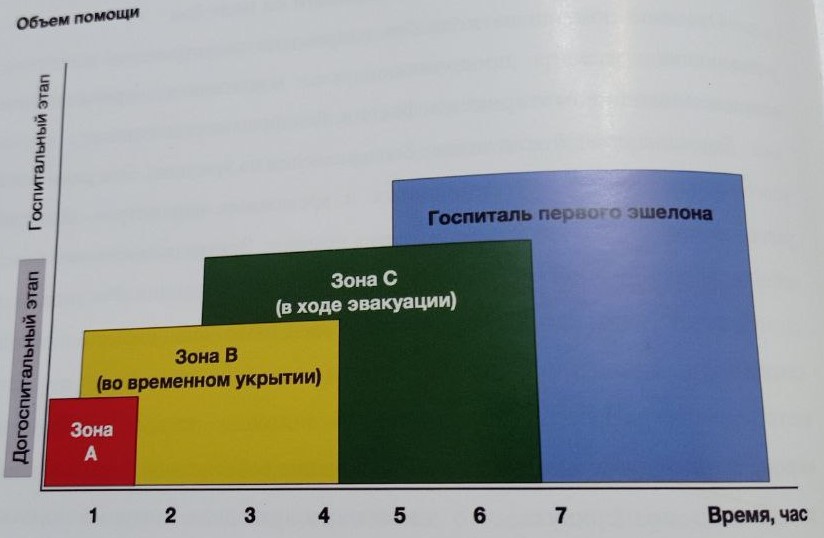 Объем помощи
Госпитальный этап
Догоспитальный этап
Госпиталь первого эшелона
Зона С
(в ходе эвакуации)
Зона В
(во временном укрытии)
Зона
А
1 2 3 4 5 6 7 Время, час